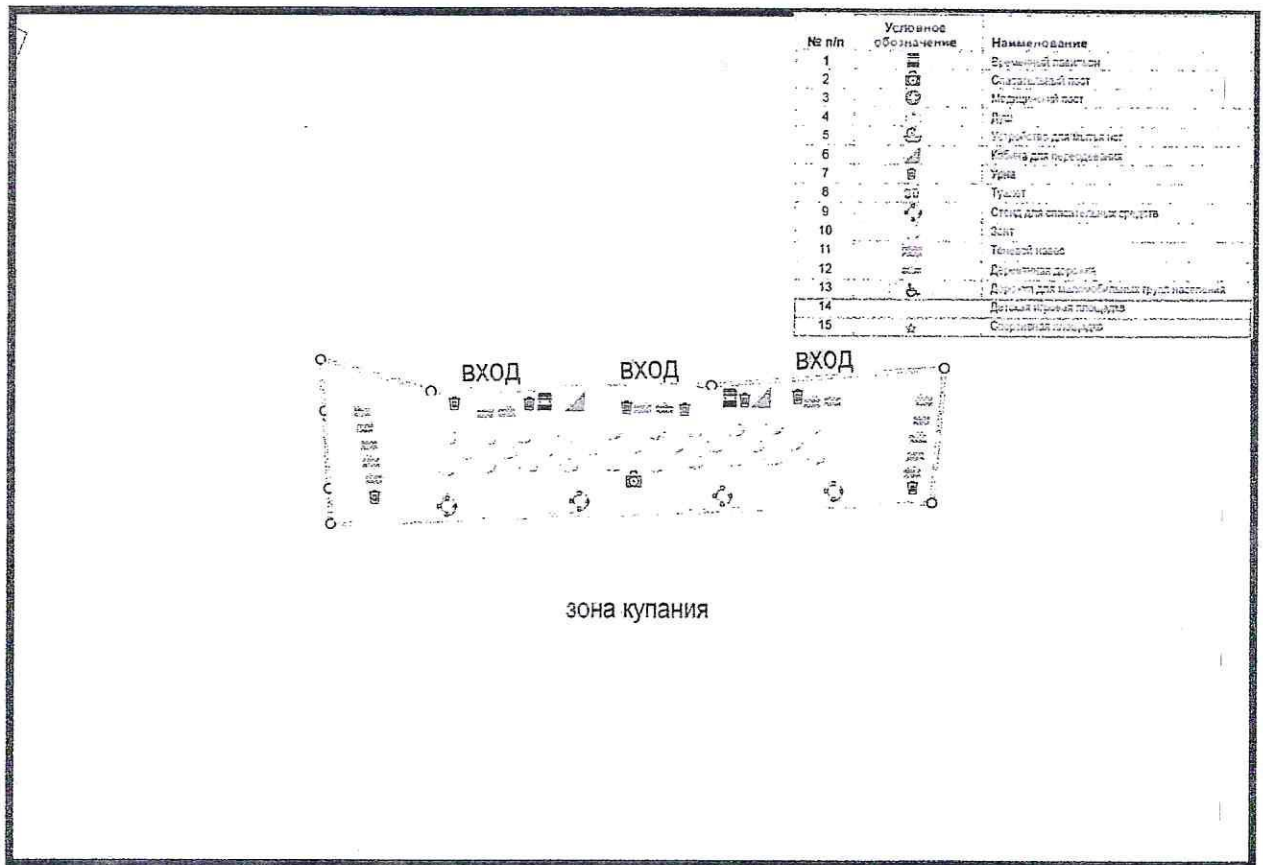 Условное
№ п/п обозначение Наименование
1 Временный павильон
2 Спасательный пост
3 Медицинский пост
4 Душ
5 Устройство для мытья ног
6 Кабина для переодевания
7 Урна
8 Туалет
9 Стенд для спасательных средств
10 Зонт
11 Теневой навес
12 Деревянная дорожка
13 Дорожка для маломобильных групп населения
14 Детская игровая площадка
15 Спортивная площадка
ВХОД ВХОД ВХОД
зона купания